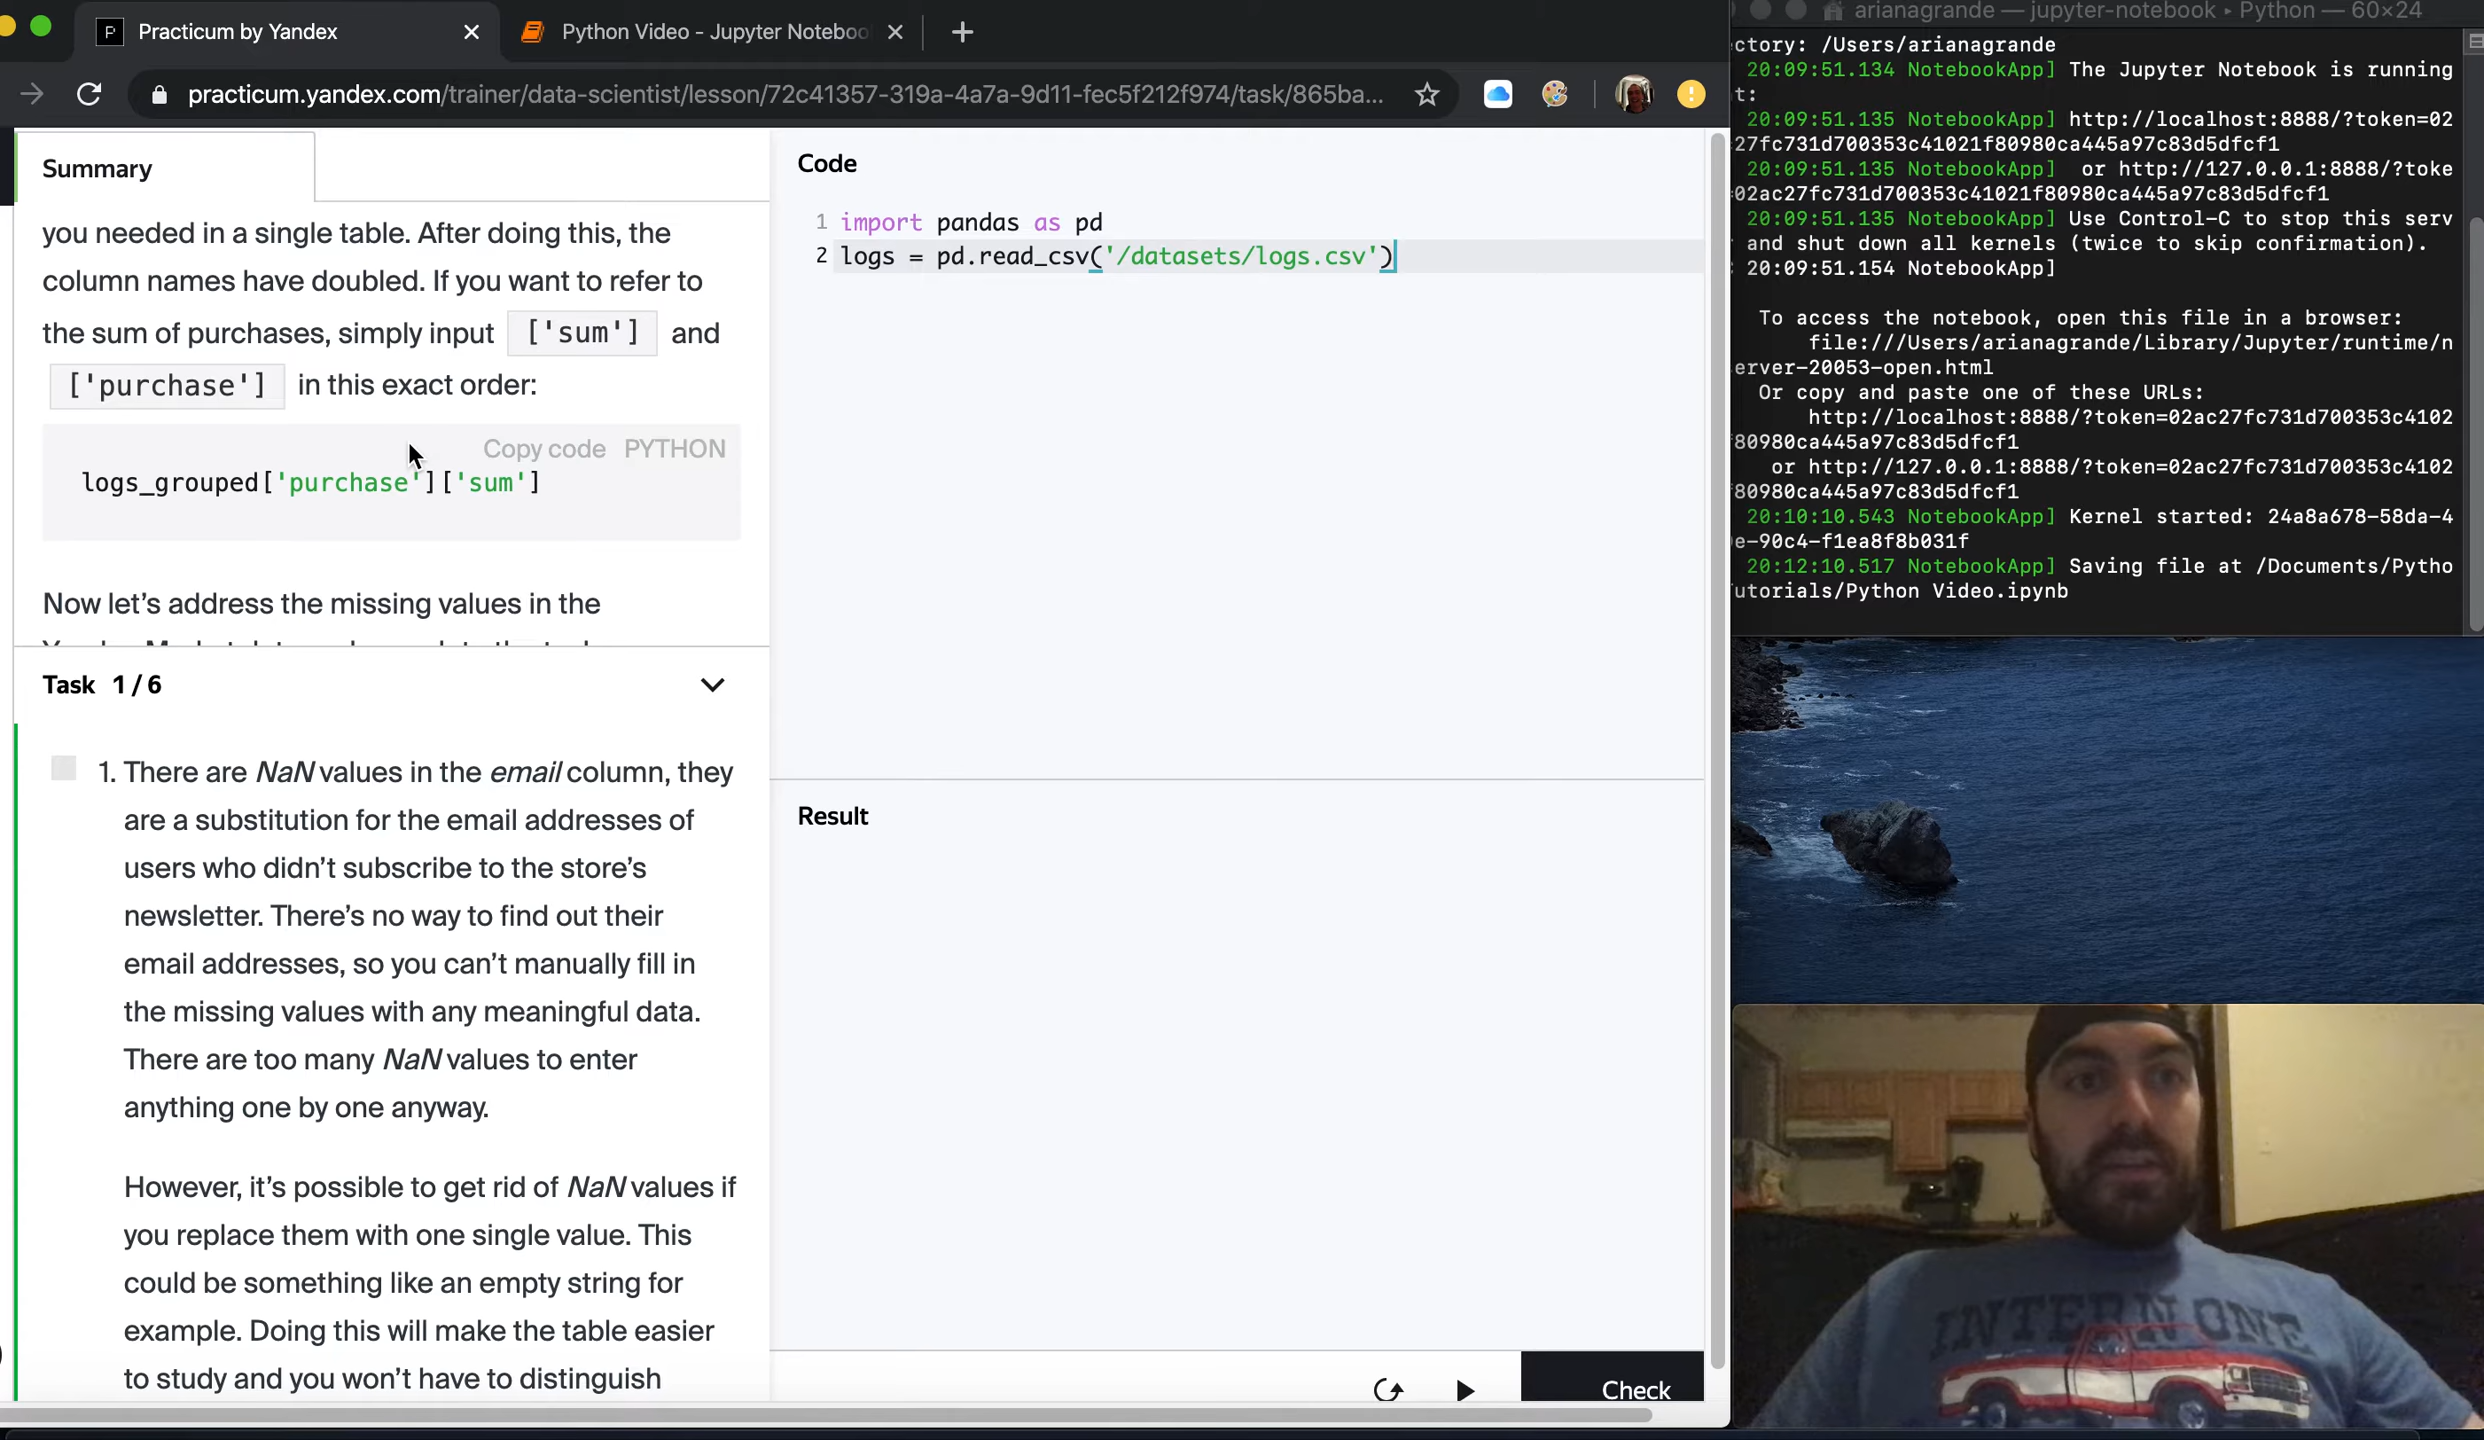 Practicum by Yandex
Python Video - Jupyter Noteboo
practicum.yandex.com/trainer/data-scientist/lesson/72c41357-319a-4a7a-9d11-fec5f212f974/task/865ba...
Summary
you needed in a single table. After doing this, the
column names have doubled. If you want to refer to
the sum of purchases, simply input ['sum'] and
['purchase'] in this exact order:
Copy code PYTHON
logs_grouped['purchase']['sum']
Now let's address the missing values in the
Task 1 / 6
1. There are NaN values in the email column, they
are a substitution for the email addresses of
users who didn't subscribe to the store's
newsletter. There's no way to find out their
email addresses, so you can't manually fill in
the missing values with any meaningful data.
There are too many NaN values to enter
anything one by one anyway.
However, it's possible to get rid of NaN values if
you replace them with one single value. This
could be something like an empty string for
example. Doing this will make the table easier
to study and you won't have to distinguish
Code
1 import pandas as pd
2 logs = pd.read_csv('/datasets/logs.csv')
Result
Check
arianagrande — jupyter-notebook ▸ Python — 60×24
ctory: /Users/arianagrande
20:09:51.134 NotebookApp] The Jupyter Notebook is running
t:
20:09:51.135 NotebookApp] http://localhost:8888/?token=02
27fc731d700353c41021f80980ca445a97c83d5dfcf1
20:09:51.135 NotebookApp]  or http://127.0.0.1:8888/?toke
=02ac27fc731d700353c41021f80980ca445a97c83d5dfcf1
20:09:51.135 NotebookApp] Use Control-C to stop this serv
and shut down all kernels (twice to skip confirmation).
20:09:51.154 NotebookApp]
To access the notebook, open this file in a browser:
file:///Users/arianagrande/Library/Jupyter/runtime/n
erver-20053-open.html
Or copy and paste one of these URLs:
http://localhost:8888/?token=02ac27fc731d700353c4102
f80980ca445a97c83d5dfcf1
or http://127.0.0.1:8888/?token=02ac27fc731d700353c4102
f80980ca445a97c83d5dfcf1
20:10:10.543 NotebookApp] Kernel started: 24a8a678-58da-4
e-90c4-f1ea8f8b031f
20:12:10.517 NotebookApp] Saving file at /Documents/Pytho
utorials/Python Video.ipynb
INTERN ONE